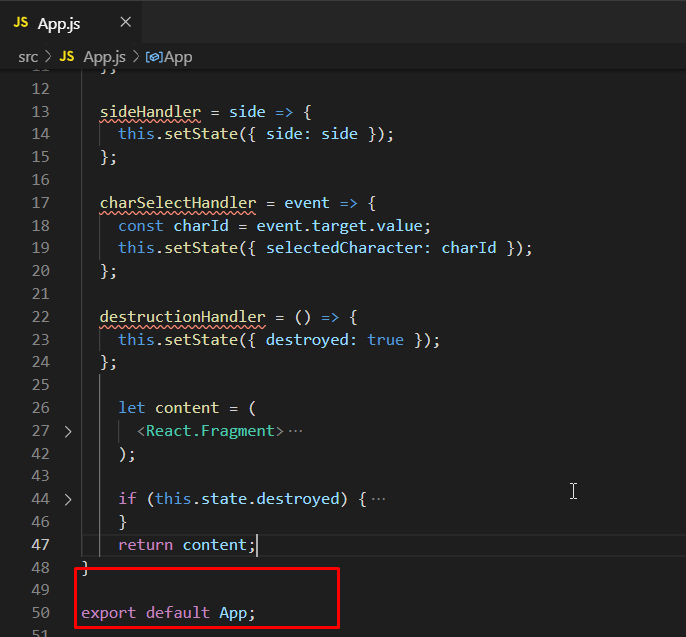 JS App.js ×
src > JS App.js > App
11 };
12
13 sideHandler = side => {
14 this.setState({ side: side });
15 };
16
17 charSelectHandler = event => {
18 const charId = event.target.value;
19 this.setState({ selectedCharacter: charId });
20 };
21
22 destructionHandler = () => {
23 this.setState({ destroyed: true });
24 };
25
26 let content = (
27 > <React.Fragment>···
42 );
43
44 > if (this.state.destroyed) {···
46 }
47 return content;
48 }
49
50 export default App;
51